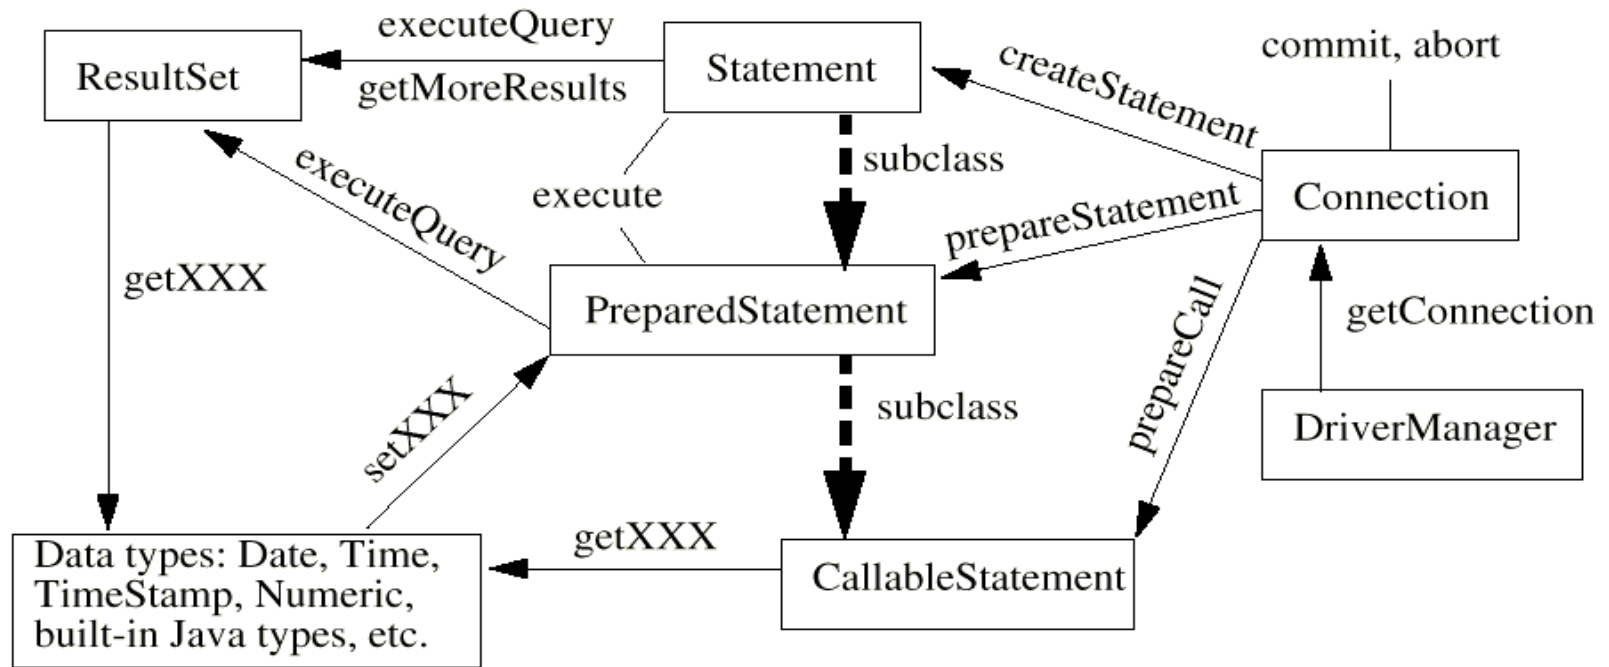 executeQuery
ResultSet
getMoreResults
Statement
createStatement
commit, abort
subclass
executeQuery
execute
prepareStatement
Connection
getXXX
PreparedStatement
prepareCall
getConnection
setXXX
subclass
DriverManager
Data types: Date, Time,
TimeStamp, Numeric,
built-in Java types, etc.
getXXX
CallableStatement